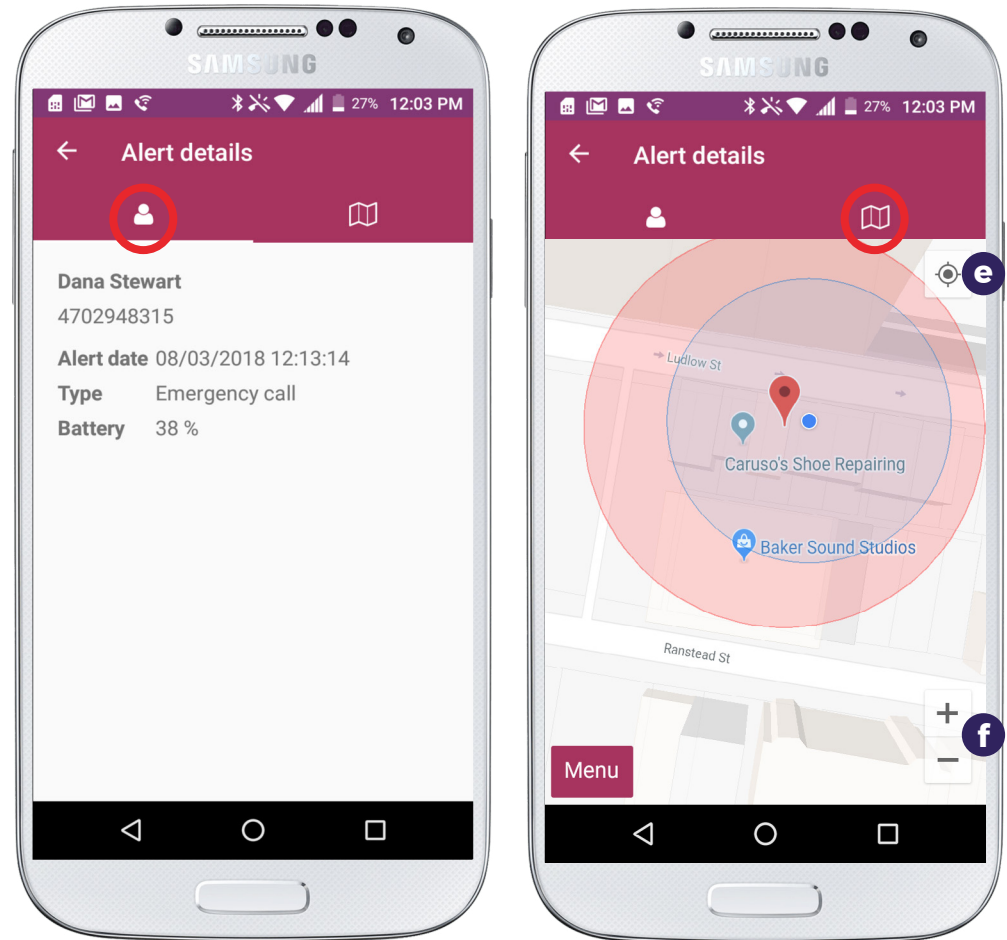 SAMSUNG
27% 12:03 PM
Alert details
Dana Stewart
4702948315
Alert date 08/03/2018 12:13:14
Type Emergency call
Battery 38 %
SAMSUNG
27% 12:03 PM
Alert details
e
Ludlow St
Caruso's Shoe Repairing
Baker Sound Studios
Ranstead St
+
f
−
Menu